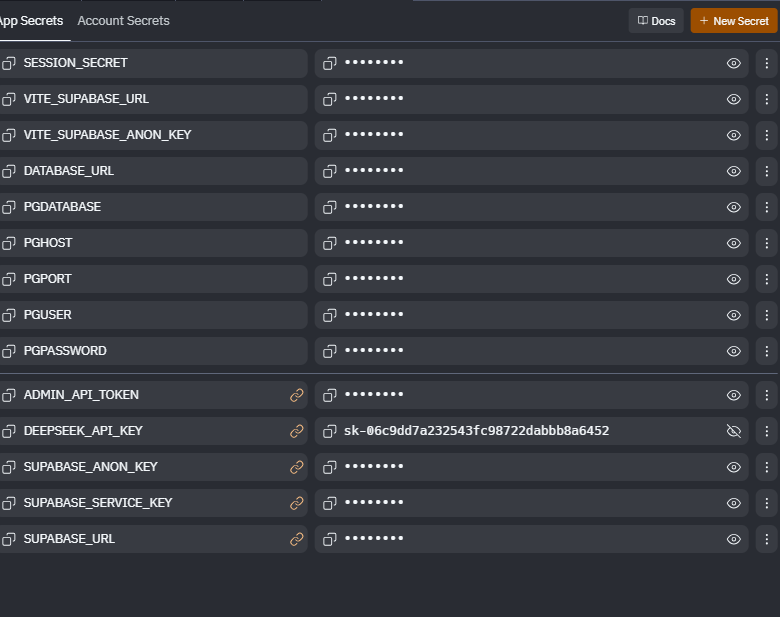 App Secrets Account Secrets Docs + New Secret
SESSION_SECRET ••••••••
VITE_SUPABASE_URL ••••••••
VITE_SUPABASE_ANON_KEY ••••••••
DATABASE_URL ••••••••
PGDATABASE ••••••••
PGHOST ••••••••
PGPORT ••••••••
PGUSER ••••••••
PGPASSWORD ••••••••
ADMIN_API_TOKEN ••••••••
DEEPSEEK_API_KEY sk-06c9dd7a232543fc98722dabbb8a6452
SUPABASE_ANON_KEY ••••••••
SUPABASE_SERVICE_KEY ••••••••
SUPABASE_URL ••••••••